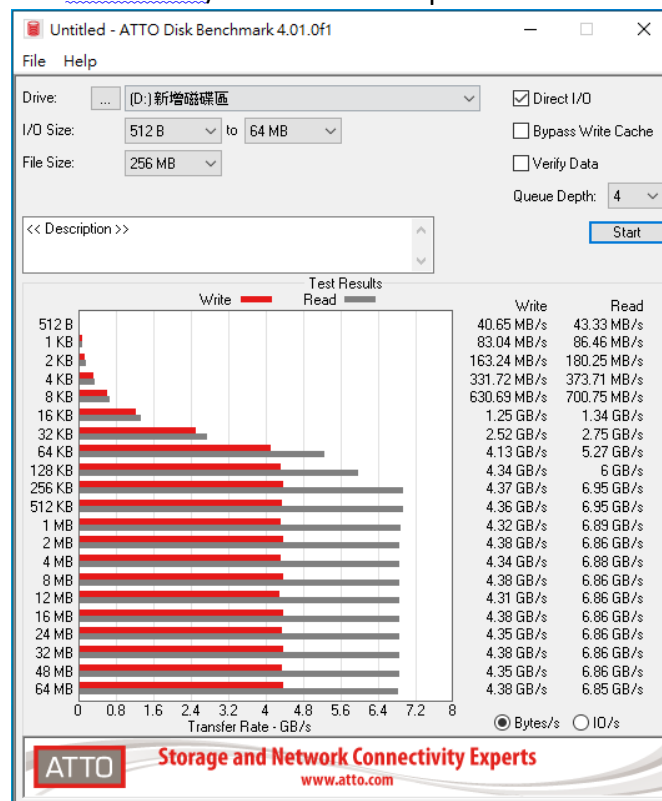 Untitled - ATTO Disk Benchmark 4.01.0f1
File Help
Drive: ... (D:)新增磁碟區 Direct I/O
I/O Size: 512 B to 64 MB Bypass Write Cache
File Size: 256 MB Verify Data
Queue Depth: 4
<< Description >> Start
Test Results
Write Read Write Read
512 B 40.65 MB/s 43.33 MB/s
1 KB 83.04 MB/s 86.46 MB/s
2 KB 163.24 MB/s 180.25 MB/s
4 KB 331.72 MB/s 373.71 MB/s
8 KB 630.69 MB/s 700.75 MB/s
16 KB 1.25 GB/s 1.34 GB/s
32 KB 2.52 GB/s 2.75 GB/s
64 KB 4.13 GB/s 5.27 GB/s
128 KB 4.34 GB/s 6 GB/s
256 KB 4.37 GB/s 6.95 GB/s
512 KB 4.36 GB/s 6.95 GB/s
1 MB 4.32 GB/s 6.89 GB/s
2 MB 4.38 GB/s 6.86 GB/s
4 MB 4.34 GB/s 6.88 GB/s
8 MB 4.38 GB/s 6.86 GB/s
12 MB 4.31 GB/s 6.86 GB/s
16 MB 4.38 GB/s 6.86 GB/s
24 MB 4.35 GB/s 6.86 GB/s
32 MB 4.38 GB/s 6.86 GB/s
48 MB 4.35 GB/s 6.86 GB/s
64 MB 4.38 GB/s 6.85 GB/s
0 0.8 1.6 2.4 3.2 4 4.8 5.6 6.4 7.2 8
Transfer Rate - GB/s Bytes/s IO/s
ATTO Storage and Network Connectivity Experts
www.atto.com